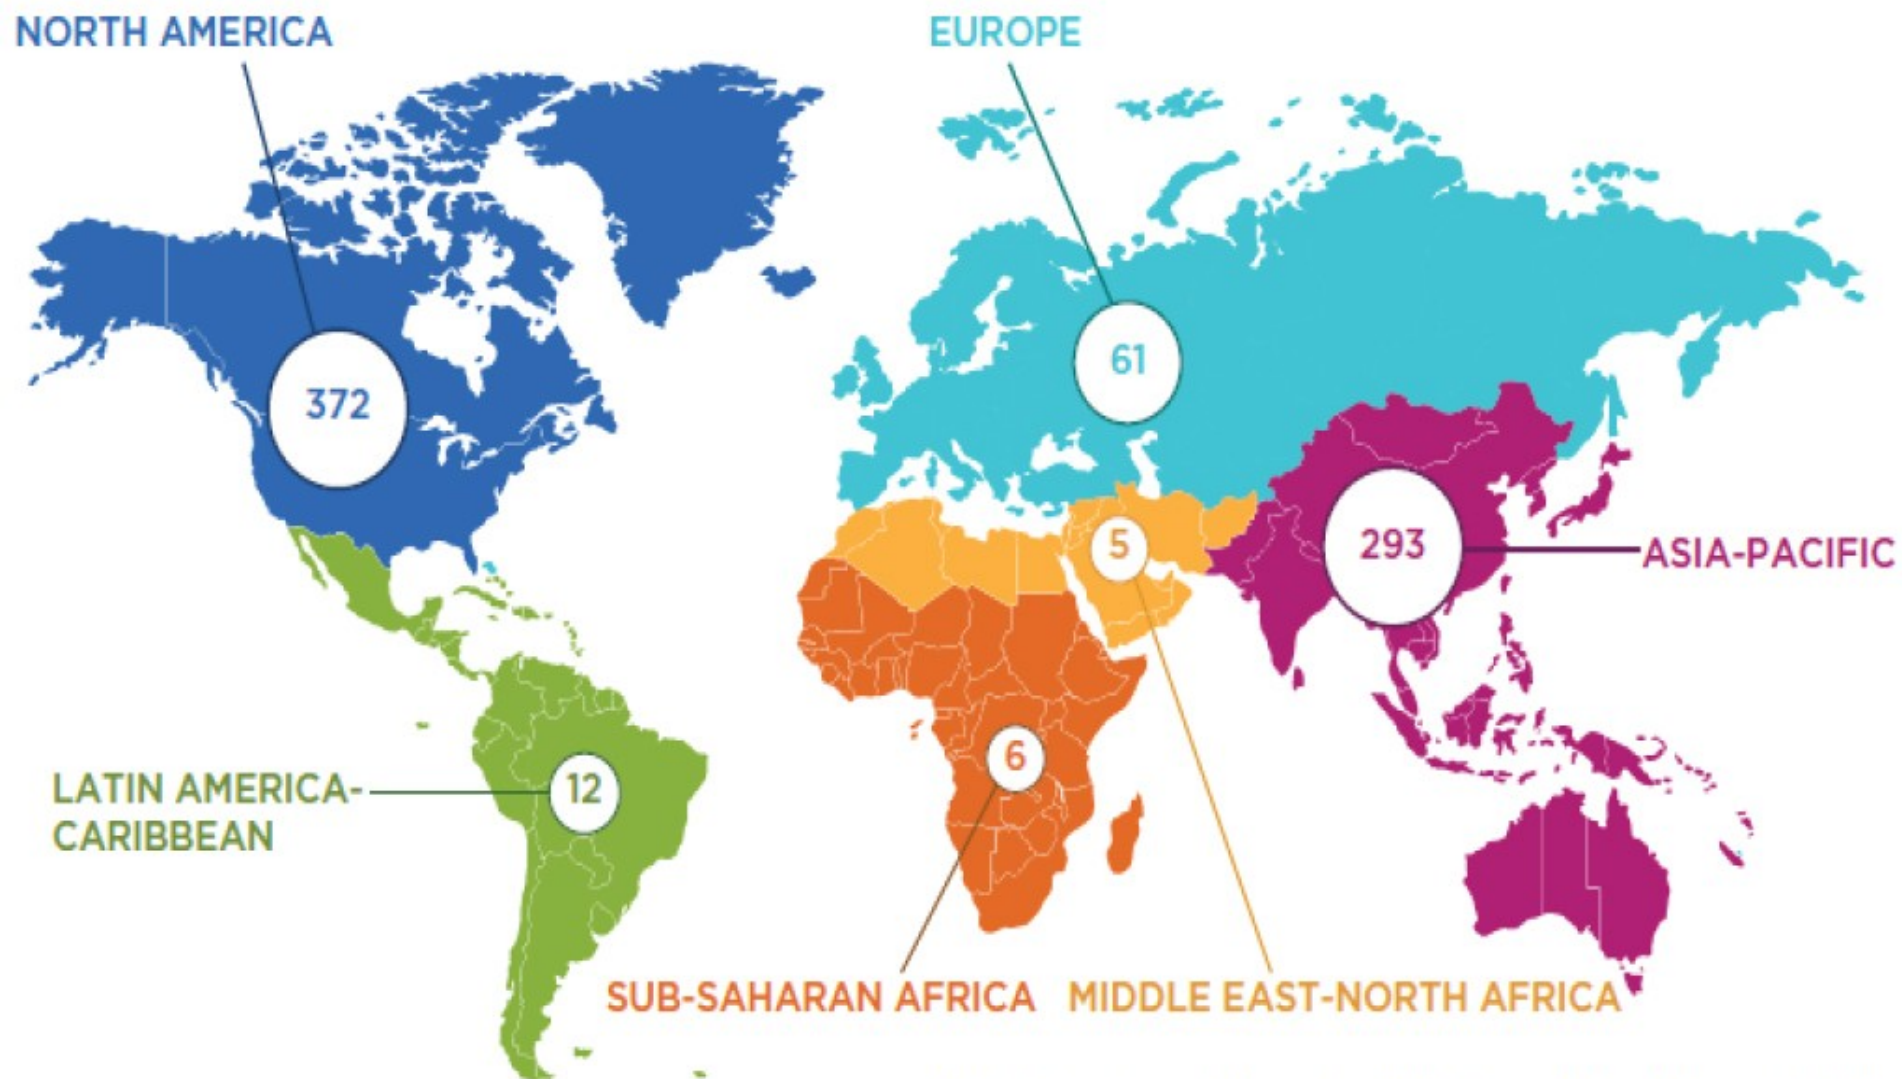 NORTH AMERICA
EUROPE
372
61
5
293
ASIA-PACIFIC
6
LATIN AMERICA-
CARIBBEAN
12
SUB-SAHARAN AFRICA
MIDDLE EAST-NORTH AFRICA